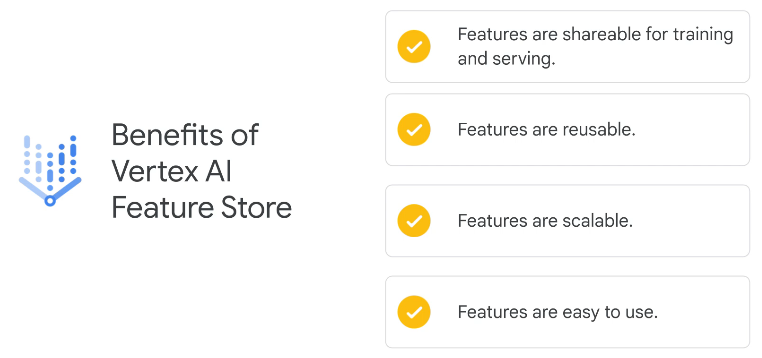 Benefits of
Vertex AI
Feature Store
Features are shareable for training
and serving.
Features are reusable.
Features are scalable.
Features are easy to use.